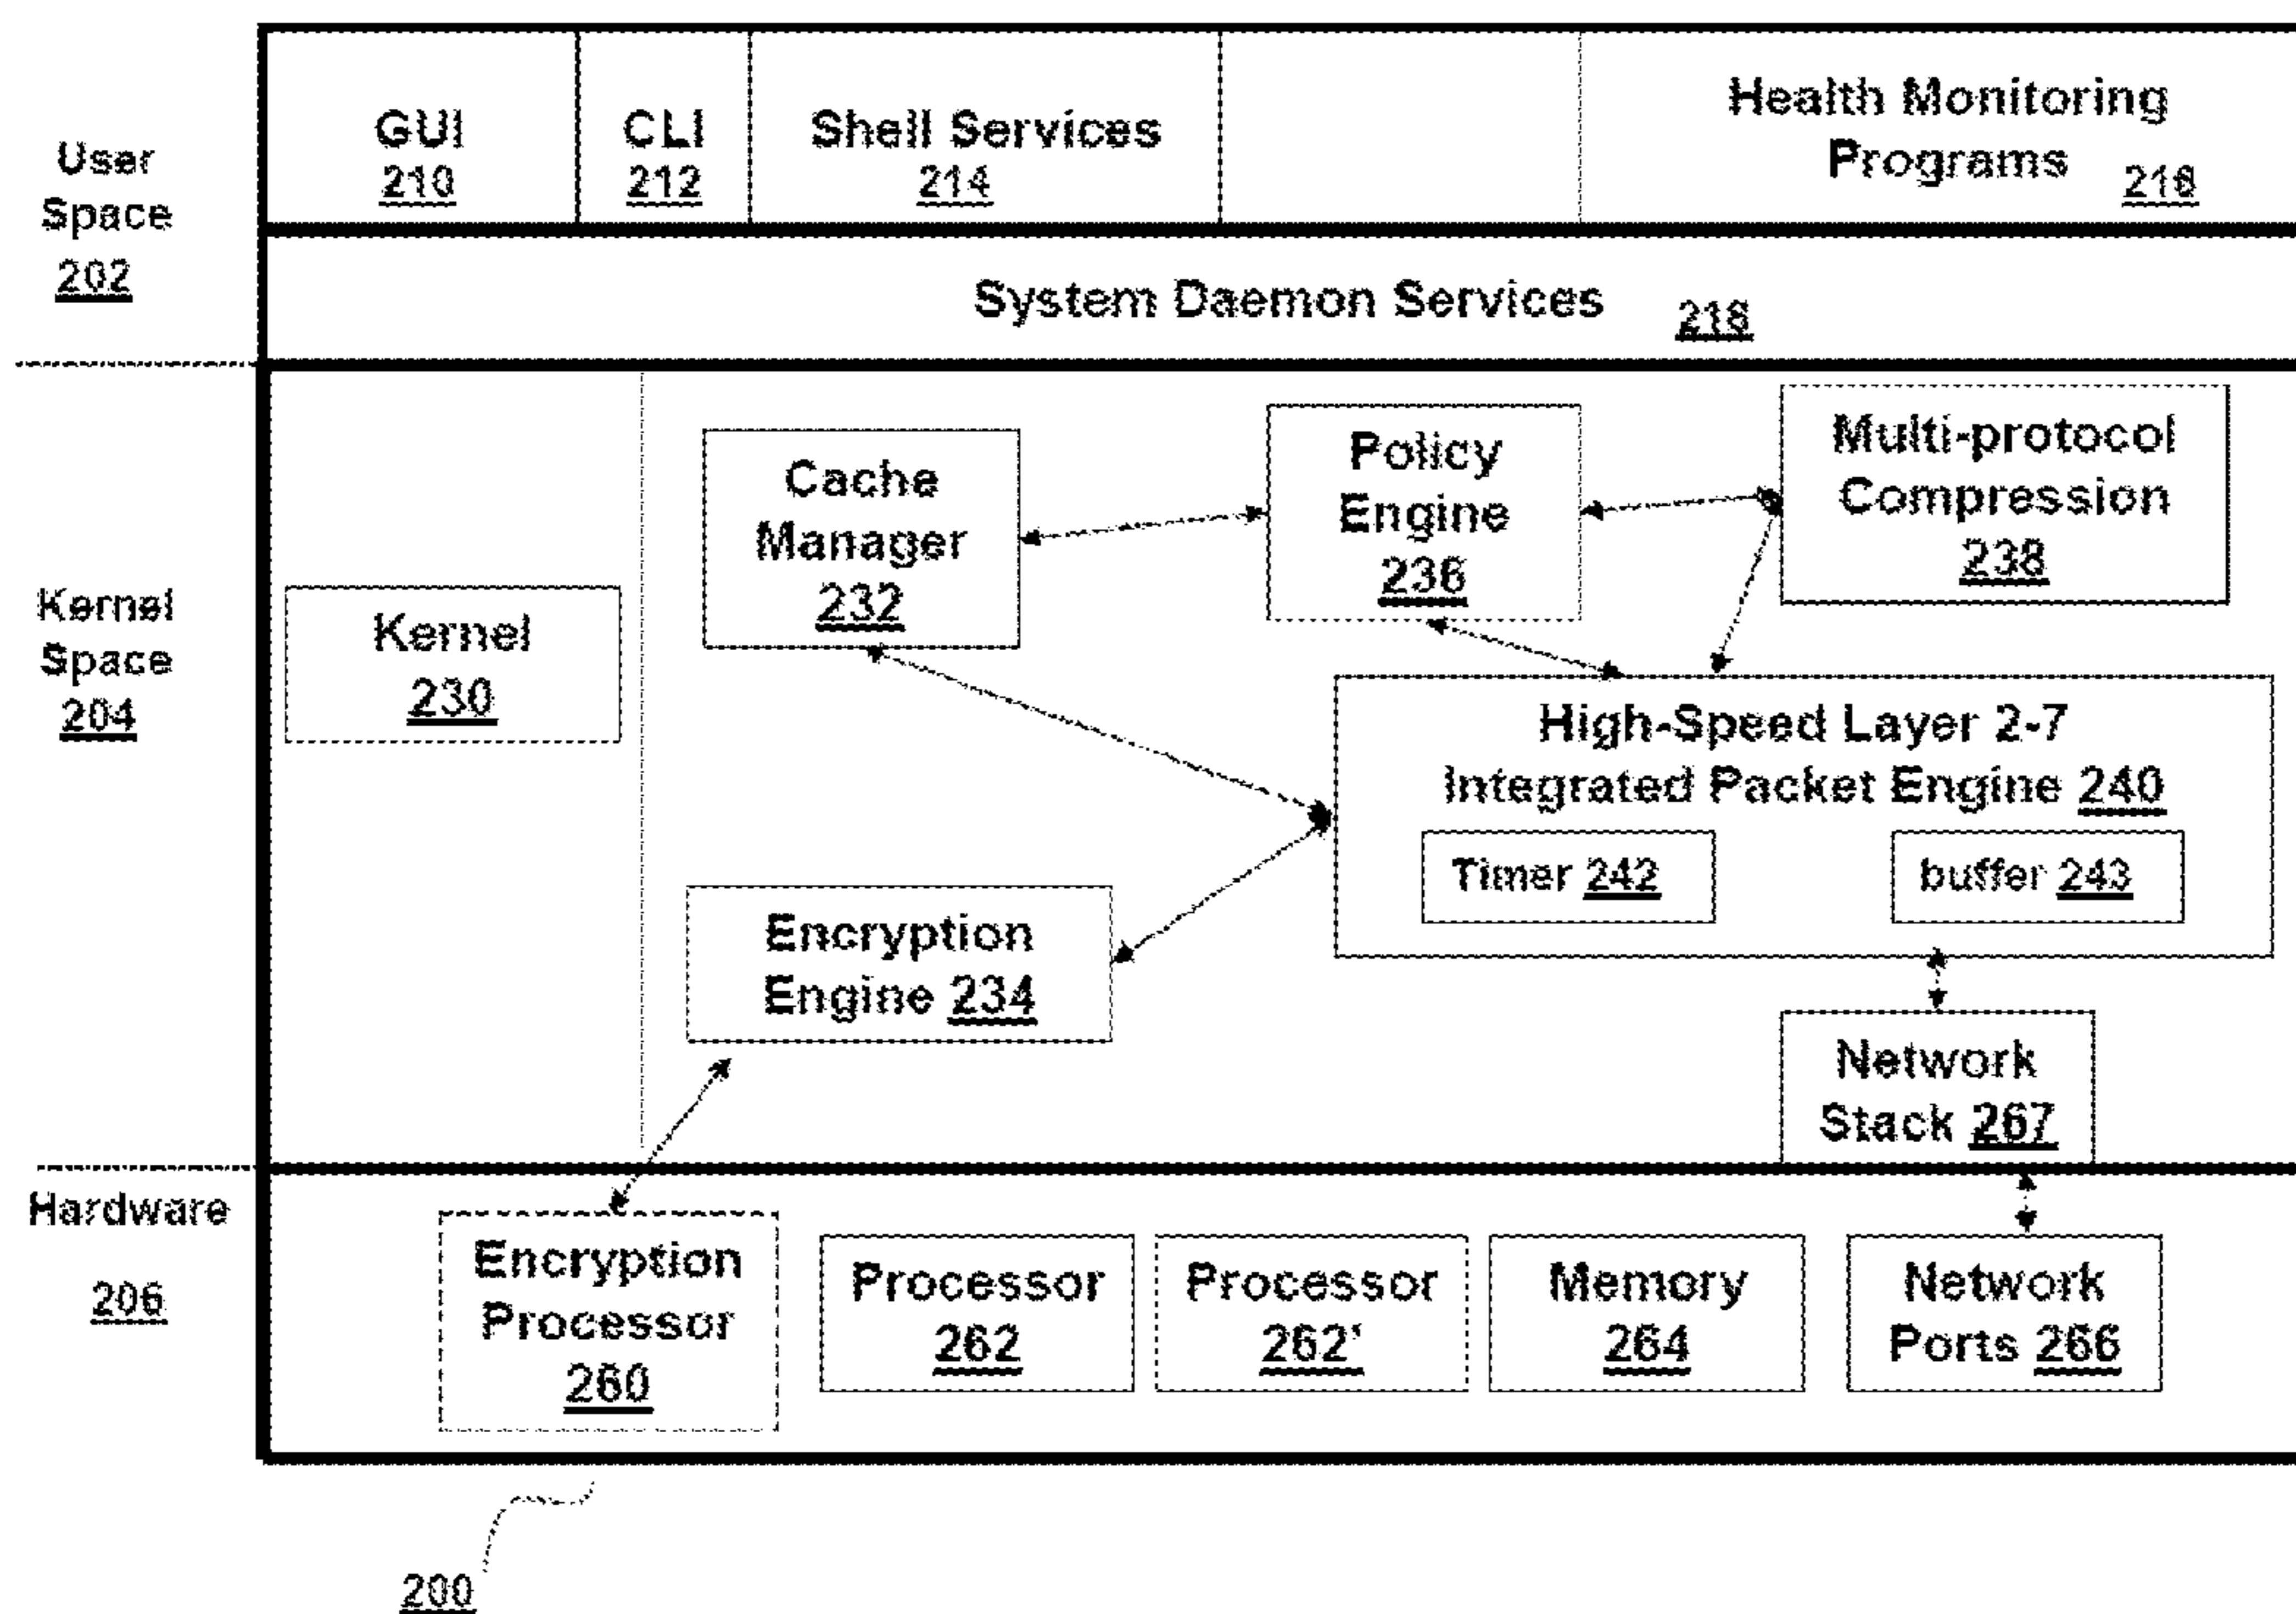 User
Space
202
GUI
210
CLI
212
Shell Services
214
Health Monitoring
Programs
216
System Daemon Services 218
Kernel
Space
204
Kernel
230
Cache
Manager
232
Policy
Engine
236
Multi-protocol
Compression
238
High-Speed Layer 2-7
Integrated Packet Engine 240
Timer 242
buffer 243
Encryption
Engine 234
Network
Stack 267
Hardware
206
Encryption
Processor
260
Processor
262
Processor
262'
Memory
264
Network
Ports 266
200